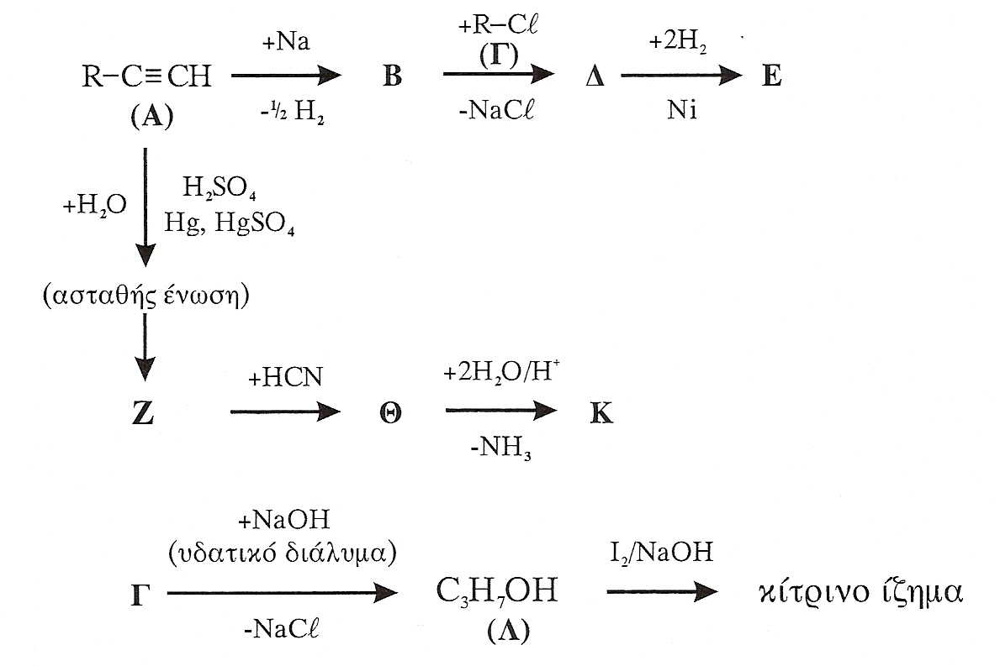 +Na +R–Cℓ +2H₂
(Γ)
R–C≡CH B Δ E
(A) -½ H₂ -NaCℓ Ni
+H₂O H₂SO₄
Hg, HgSO₄
(ασταθής ένωση)
+HCN +2H₂O/H⁺
Z Θ K
-NH₃
+NaOH
(υδατικό διάλυμα) I₂/NaOH
Γ C₃H₇OH κίτρινο ίζημα
-NaCℓ (Λ)